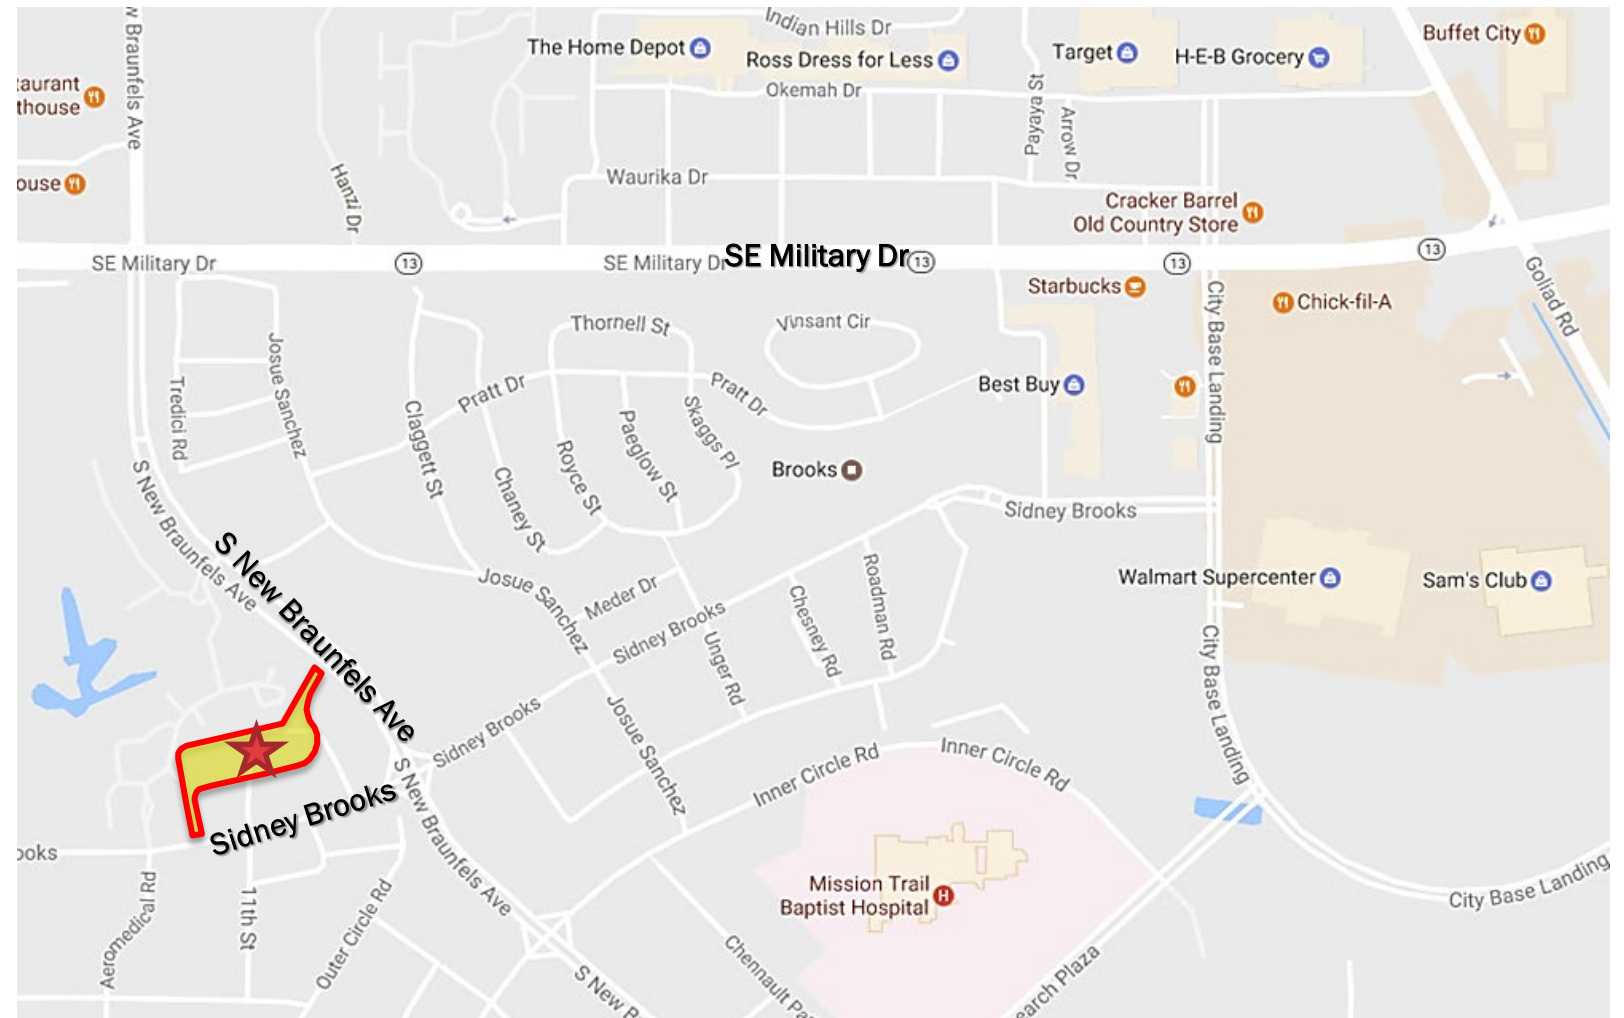 w Braunfels Ave
Indian Hills Dr
The Home Depot
Ross Dress for Less
Target
H-E-B Grocery
Buffet City
taurant
thouse
Okemah Dr
Payaya St
Arrow Dr
ouse
Hanzi Dr
Waurika Dr
Cracker Barrel
Old Country Store
SE Military Dr
13
SE Military Dr
SE Military Dr
13
13
13
Goliad Rd
Starbucks
Chick-fil-A
City Base Landing
Thornell St
Vinsant Cir
Josue Sanchez
Tredici Rd
Pratt Dr
Pratt Dr
Best Buy
Claggett St
Skaggs Pl
Paeglow St
Royce St
Chaney St
Brooks
S New Braunfels Ave
Sidney Brooks
S New Braunfels Ave
Walmart Supercenter
Sam's Club
Josue Sanchez
Meder Dr
Sidney Brooks
Chesney Rd
Roadman Rd
Unger Rd
City Base Landing
Josue Sanchez
Sidney Brooks
Inner Circle Rd
Inner Circle Rd
Sidney Brooks
S New Braunfels Ave
ooks
Mission Trail
Baptist Hospital
H
City Base Landing
Aeromedical Rd
11th St
Outer Circle Rd
Chennault Pa
S New B
earch Plaza